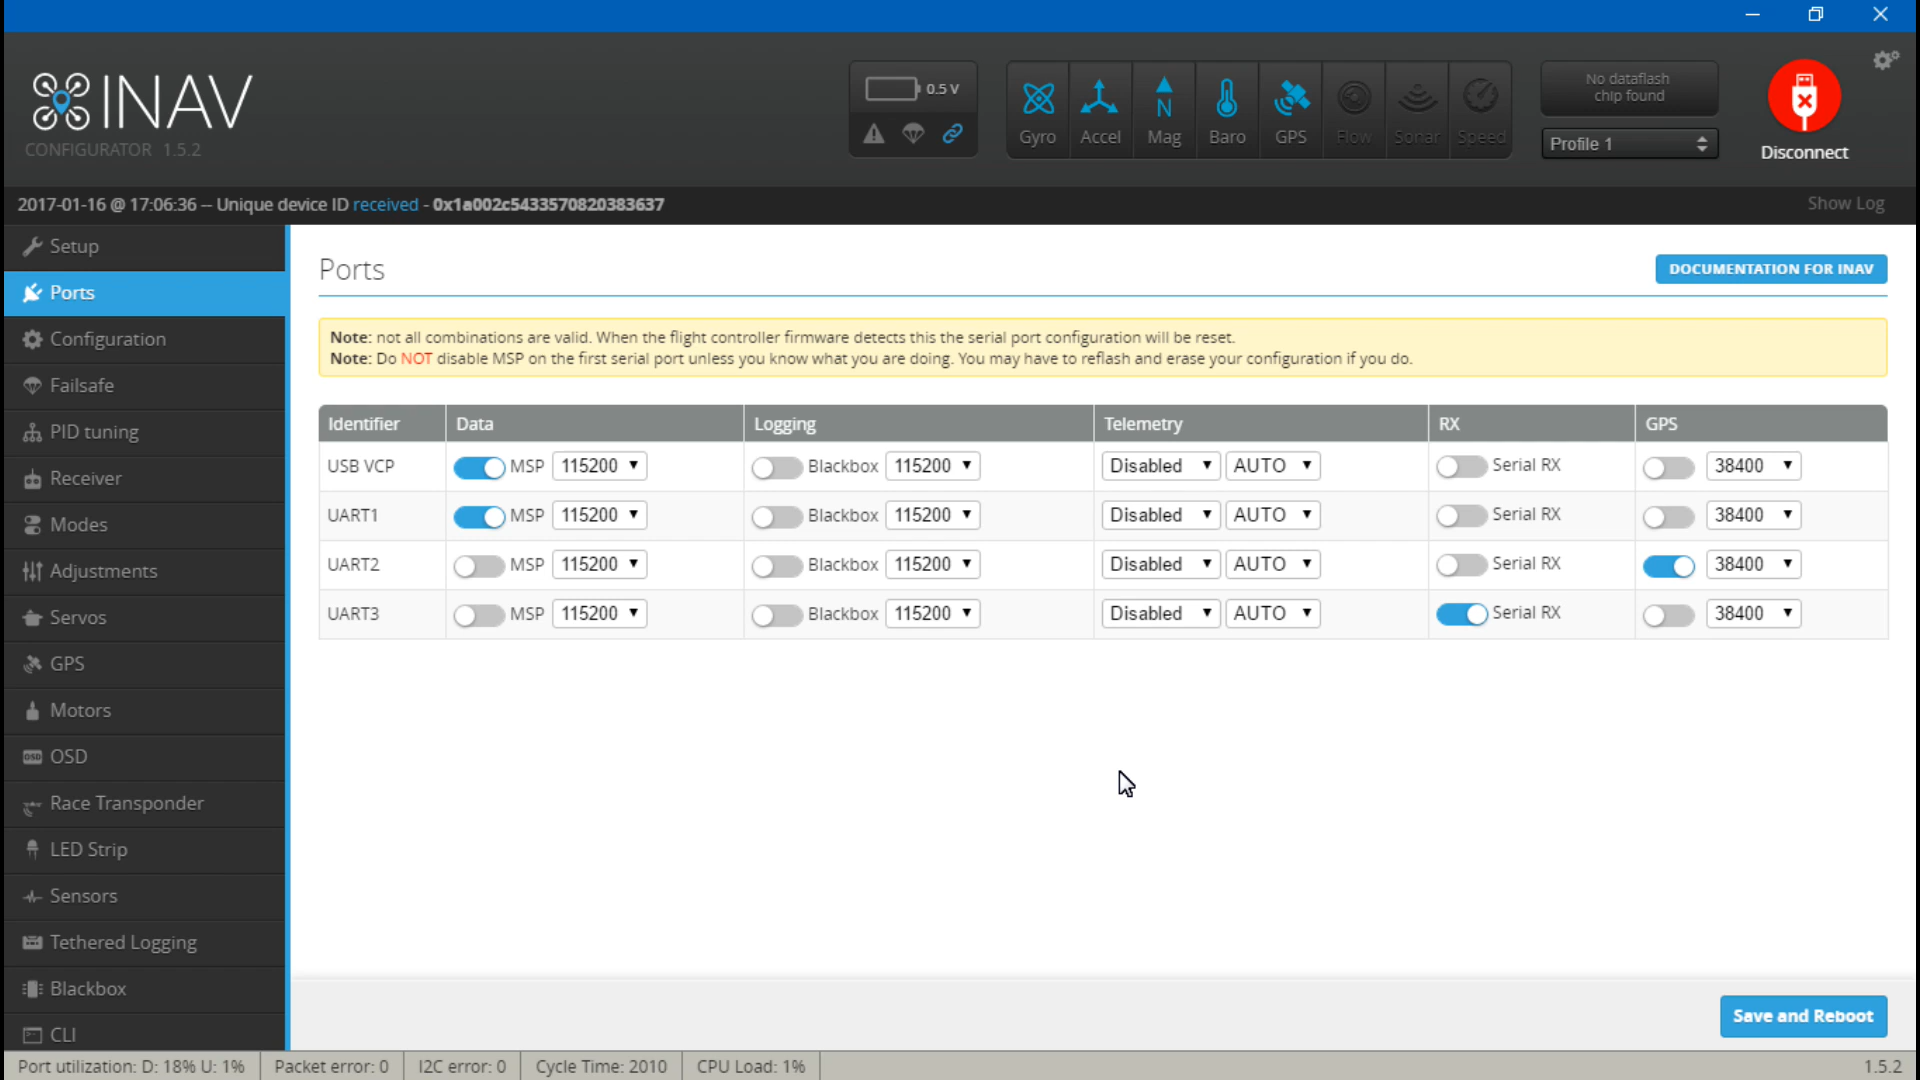 INAV
CONFIGURATOR 1.5.2
0.5 V
Gyro Accel Mag Baro GPS Flow Sonar Speed
No dataflash
chip found
Profile 1
Disconnect
2017-01-16 @ 17:06:36 -- Unique device ID received - 0x1a002c5433570820383637
Show Log
Setup
Ports
Configuration
Failsafe
PID tuning
Receiver
Modes
Adjustments
Servos
GPS
Motors
OSD
Race Transponder
LED Strip
Sensors
Tethered Logging
Blackbox
CLI
Ports
DOCUMENTATION FOR INAV
Note: not all combinations are valid. When the flight controller firmware detects this the serial port configuration will be reset.
Note: Do NOT disable MSP on the first serial port unless you know what you are doing. You may have to reflash and erase your configuration if you do.
Identifier Data Logging Telemetry RX GPS
USB VCP MSP 115200 Blackbox 115200 Disabled AUTO Serial RX 38400
UART1 MSP 115200 Blackbox 115200 Disabled AUTO Serial RX 38400
UART2 MSP 115200 Blackbox 115200 Disabled AUTO Serial RX 38400
UART3 MSP 115200 Blackbox 115200 Disabled AUTO Serial RX 38400
Save and Reboot
Port utilization: D: 18% U: 1% Packet error: 0 I2C error: 0 Cycle Time: 2010 CPU Load: 1% 1.5.2